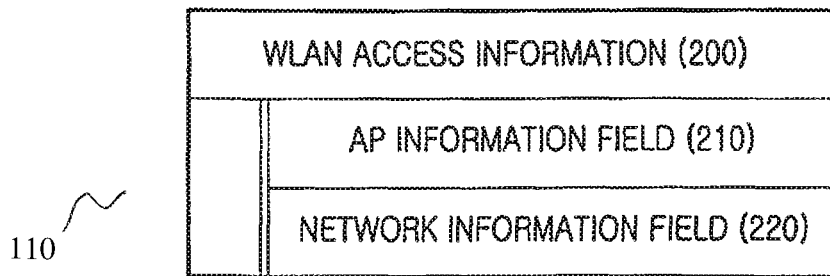 WLAN ACCESS INFORMATION (200)
AP INFORMATION FIELD (210)
NETWORK INFORMATION FIELD (220)
110